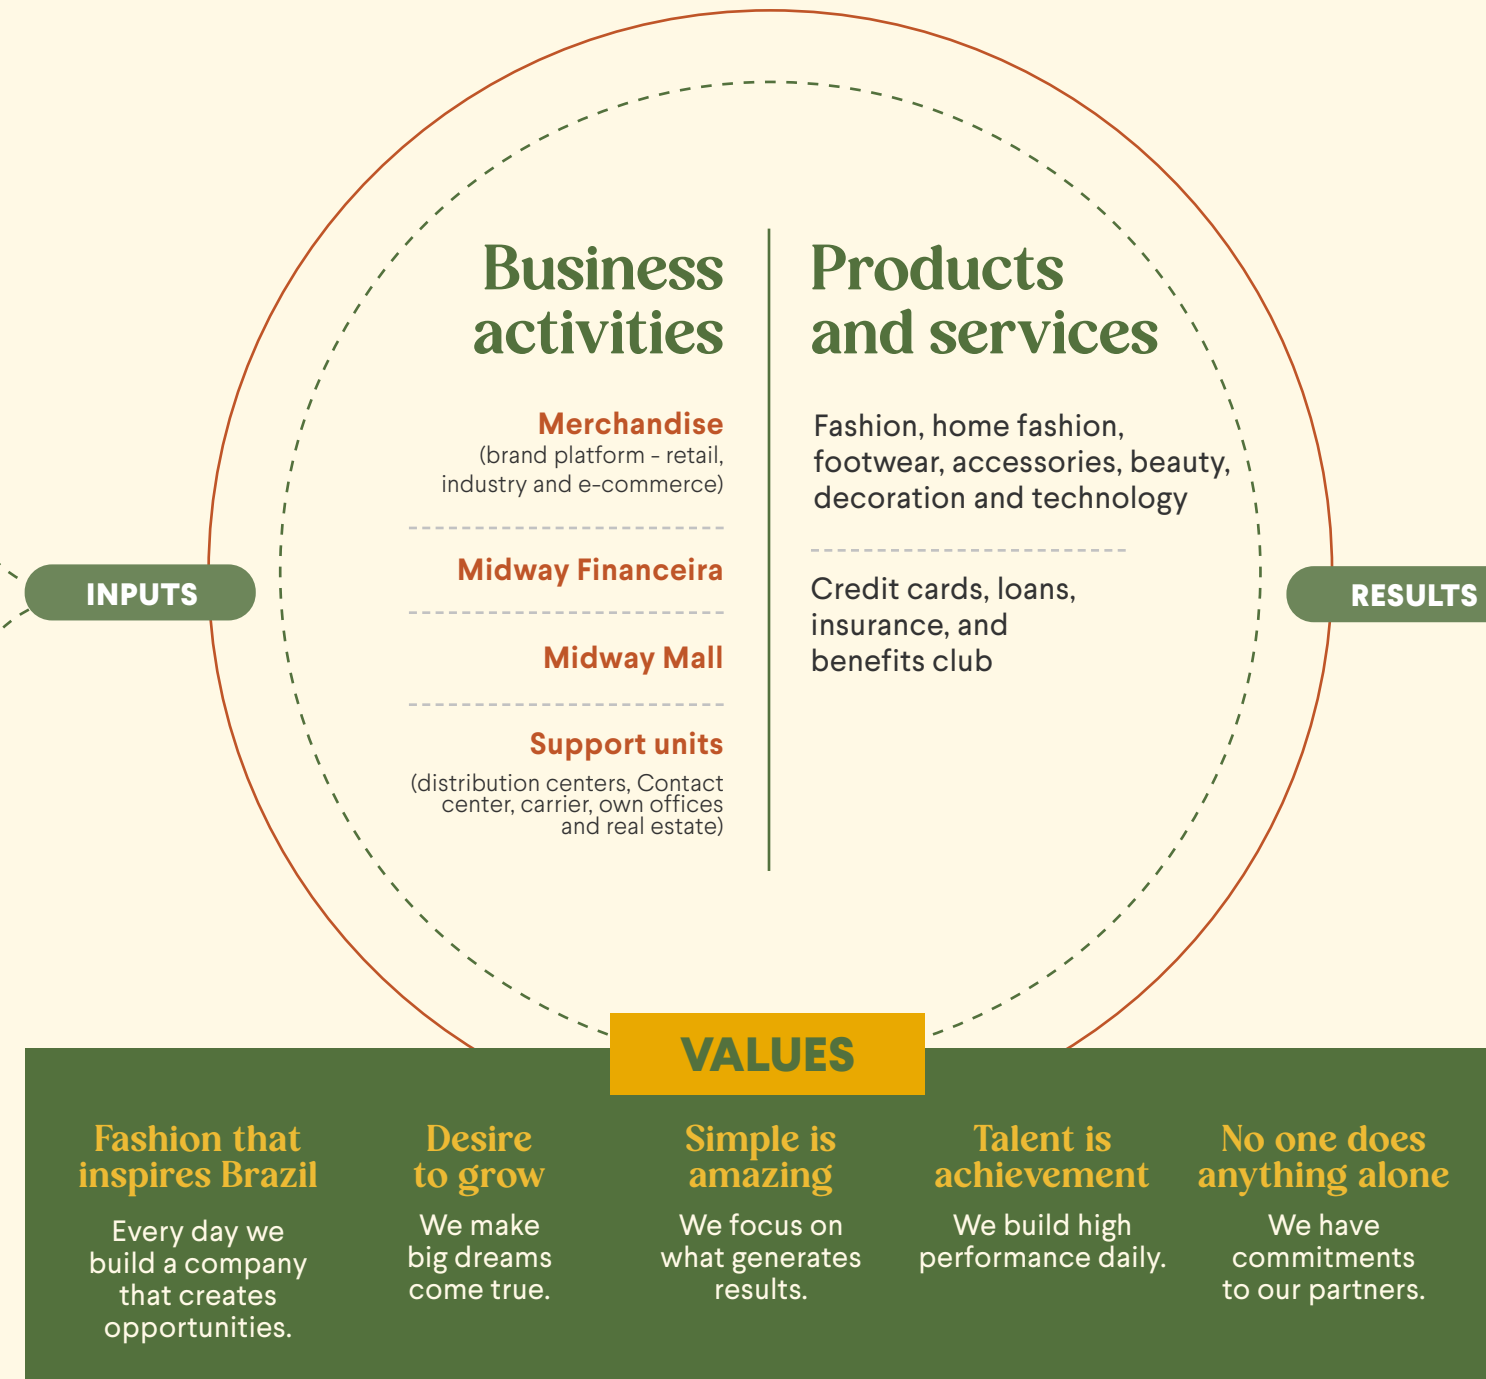 Business
activities
Merchandise
(brand platform - retail,
industry and e-commerce)
Midway Financeira
Midway Mall
Support units
(distribution centers, Contact
center, carrier, own offices
and real estate)
Products
and services
Fashion, home fashion,
footwear, accessories, beauty,
decoration and technology
Credit cards, loans,
insurance, and
benefits club
INPUTS
RESULTS
VALUES
Fashion that
inspires Brazil
Every day we
build a company
that creates
opportunities.
Desire
to grow
We make
big dreams
come true.
Simple is
amazing
We focus on
what generates
results.
Talent is
achievement
We build high
performance daily.
No one does
anything alone
We have
commitments
to our partners.